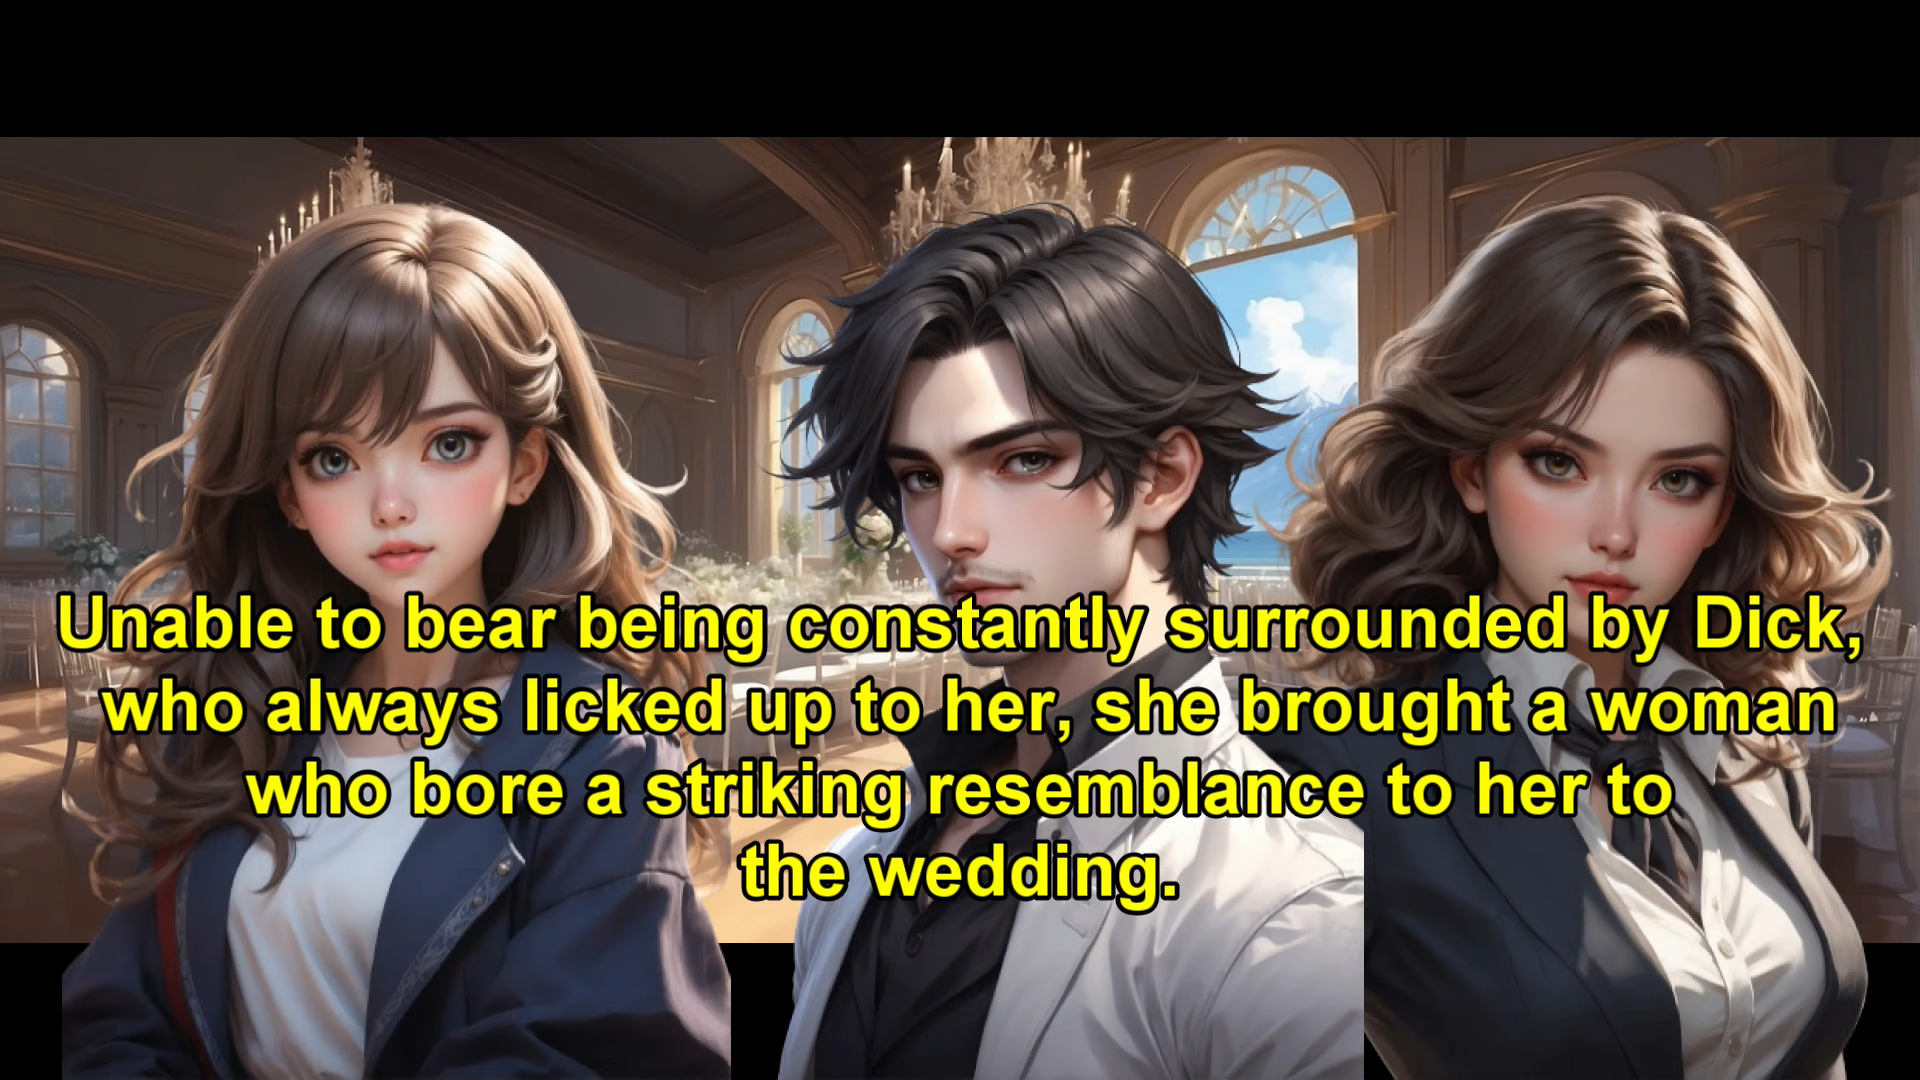 Unable to bear being constantly surrounded by Dick,
who always licked up to her, she brought a woman
who bore a striking resemblance to her to
the wedding.